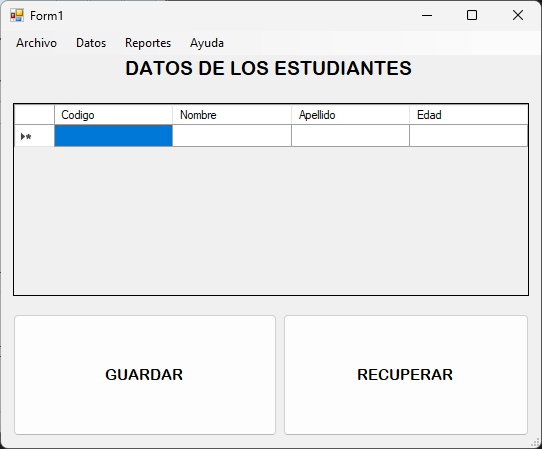 Form1
Archivo Datos Reportes Ayuda
DATOS DE LOS ESTUDIANTES
Codigo Nombre Apellido Edad
GUARDAR RECUPERAR